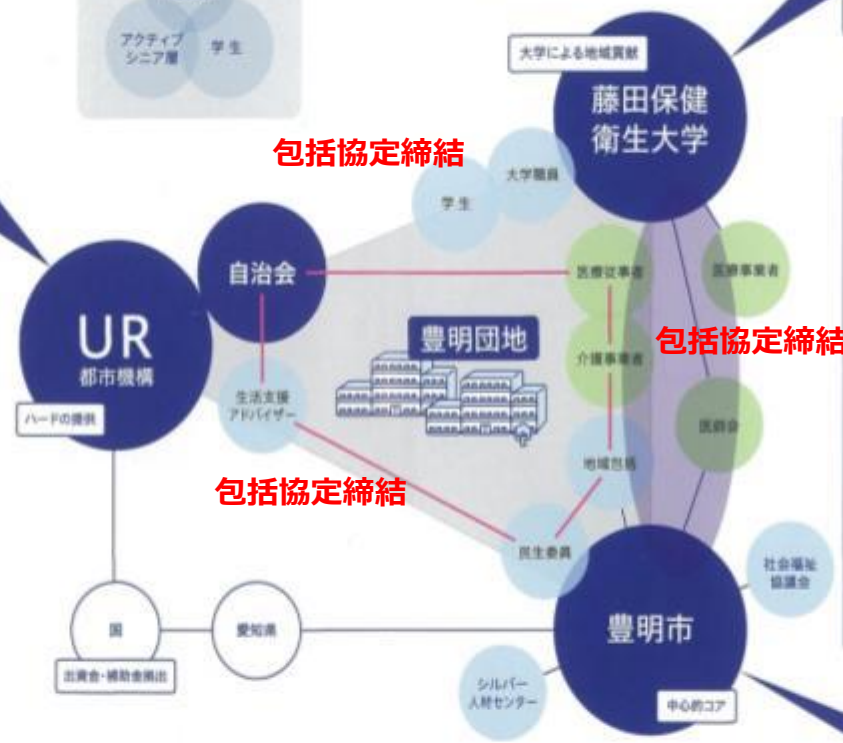 アクティブ
シニア層
学生
大学による地域貢献
藤田保健
衛生大学
包括協定締結
大学職員
学生
自治会
医療従事者
医療事業者
UR
都市機構
豊明団地
包括協定締結
介護事業者
ハードの提供
生活支援
アドバイザー
医師会
地域包括
包括協定締結
民生委員
社会福祉
協議会
国
愛知県
豊明市
出資金・補助金拠出
シルバー
人材センター
中心的コア